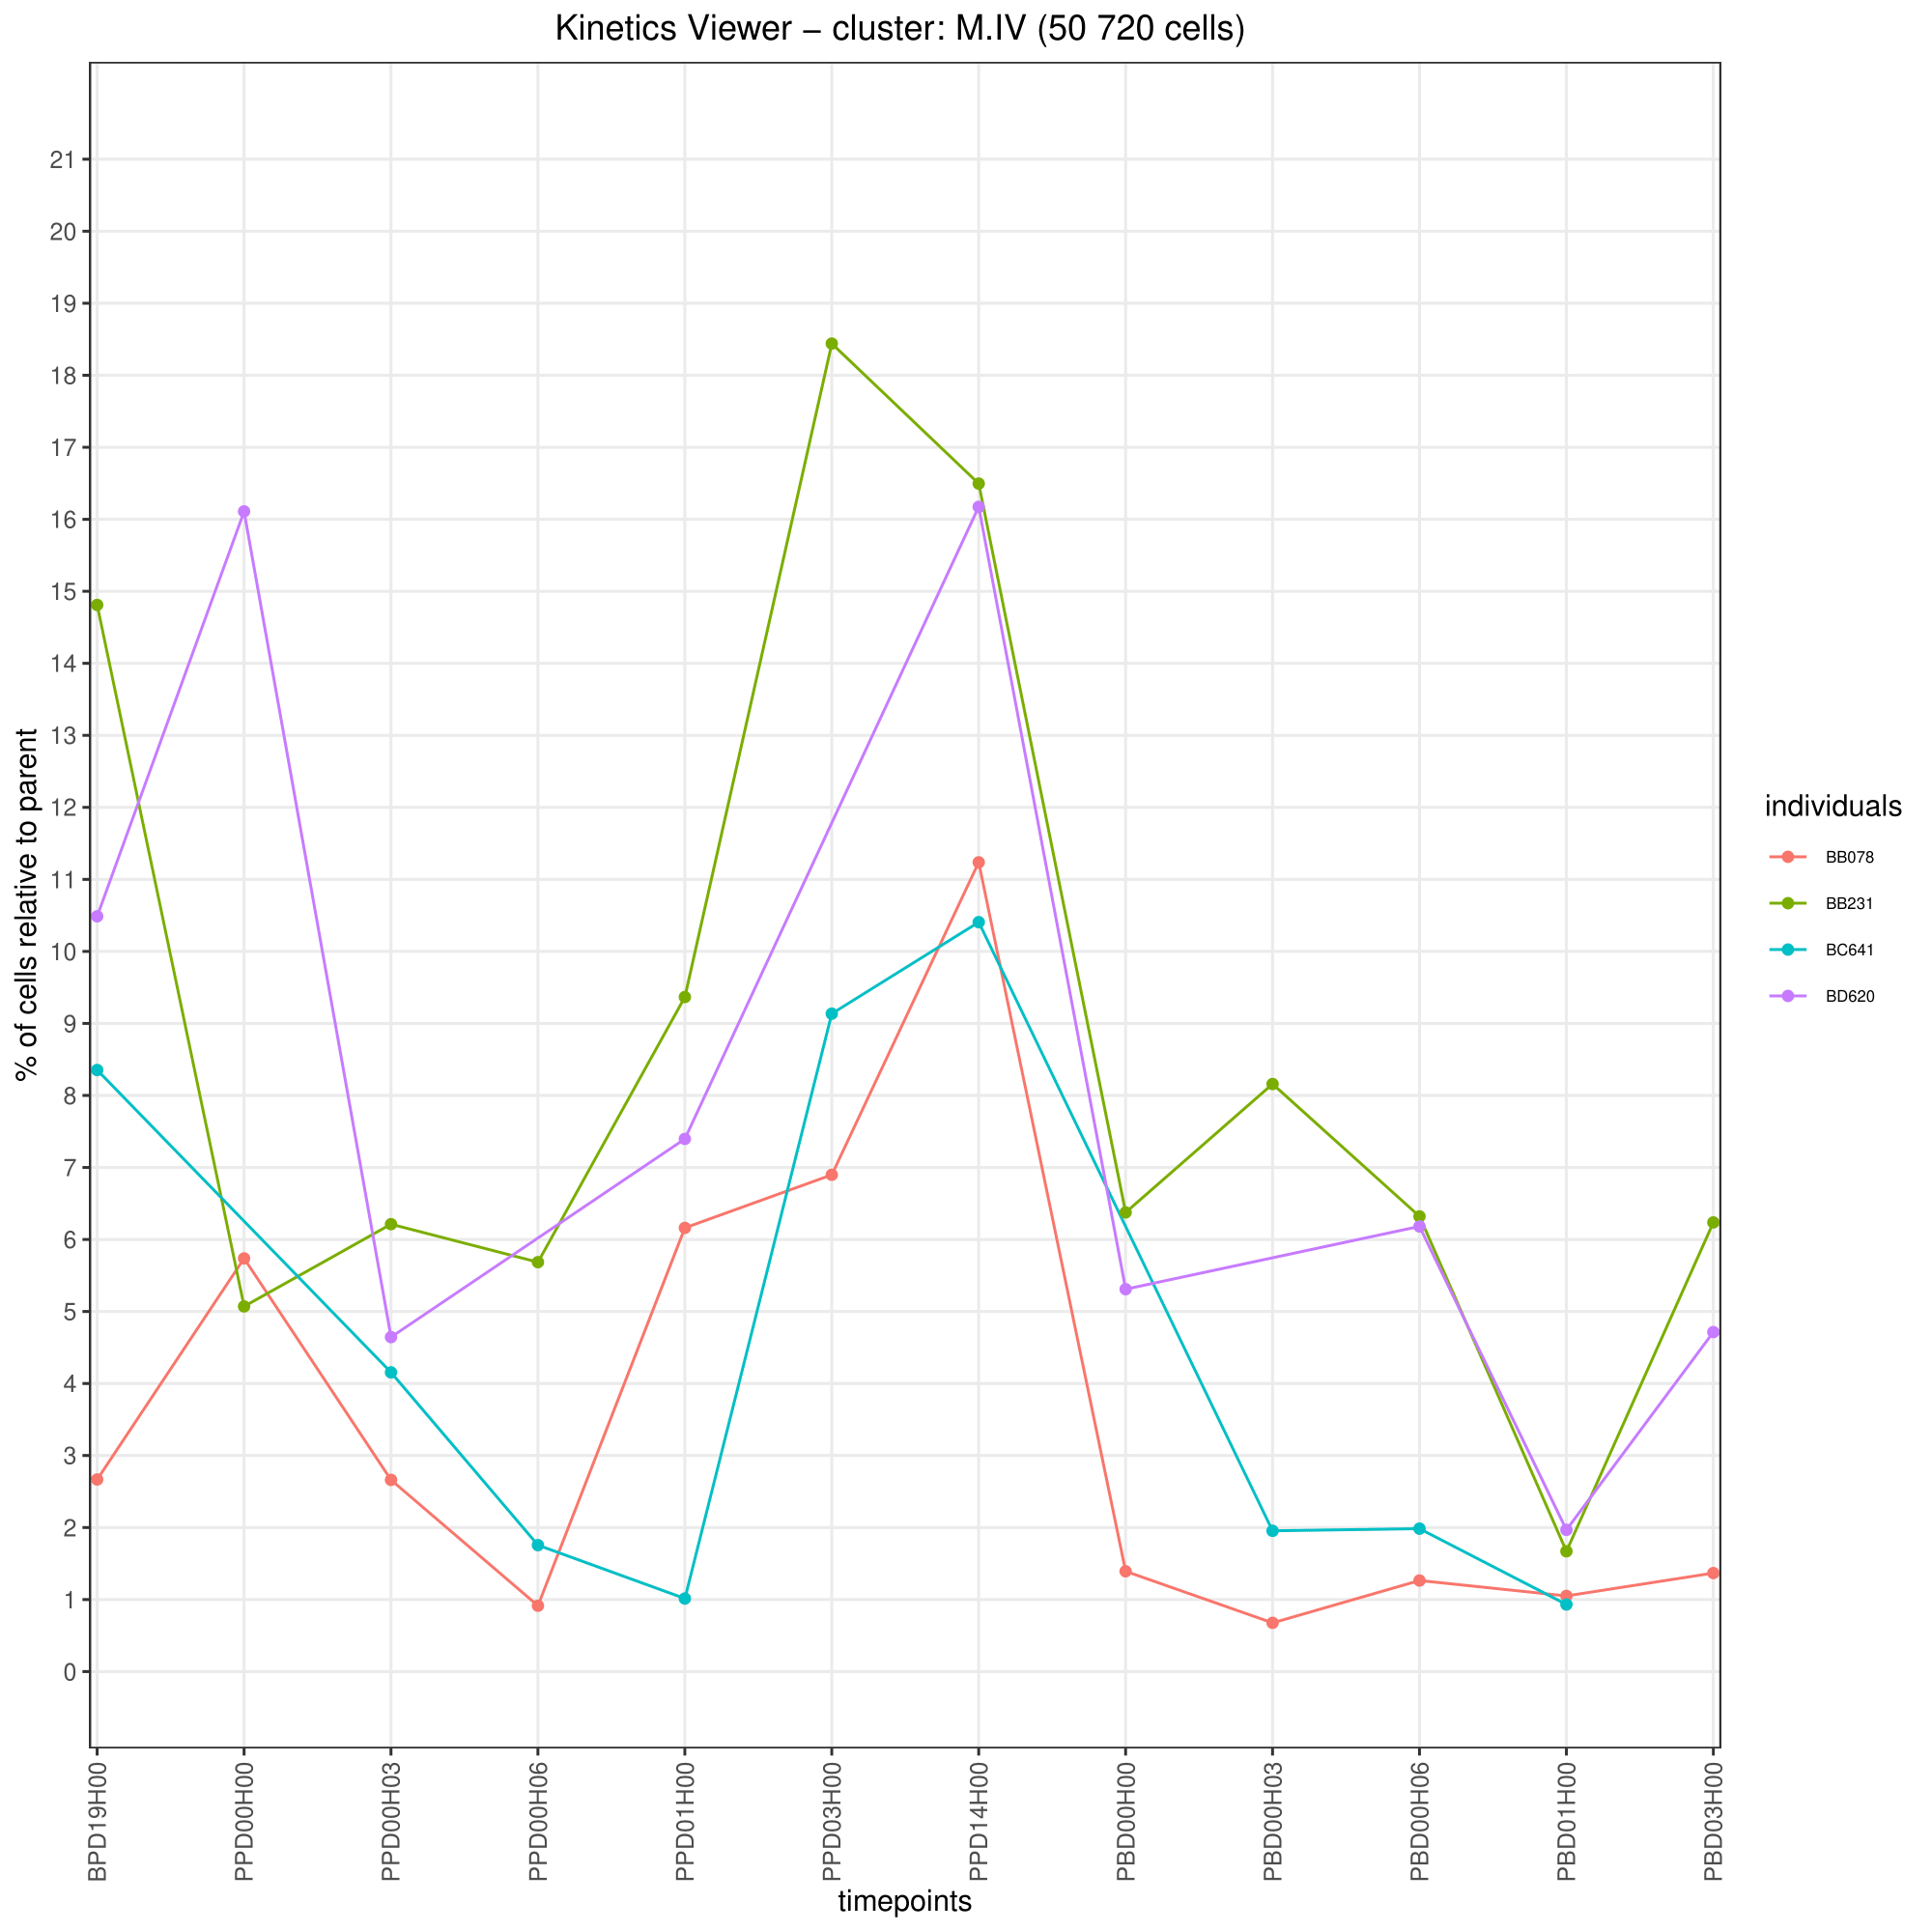 Kinetics Viewer – cluster: M.IV (50 720 cells)
% of cells relative to parent
21
20
19
18
17
16
15
14
13
12
11
10
9
8
7
6
5
4
3
2
1
0
BPD19H00
PPD00H00
PPD00H03
PPD00H06
PPD01H00
PPD03H00
PPD14H00
PBD00H00
PBD00H03
PBD00H06
PBD01H00
PBD03H00
timepoints
individuals
BB078
BB231
BC641
BD620